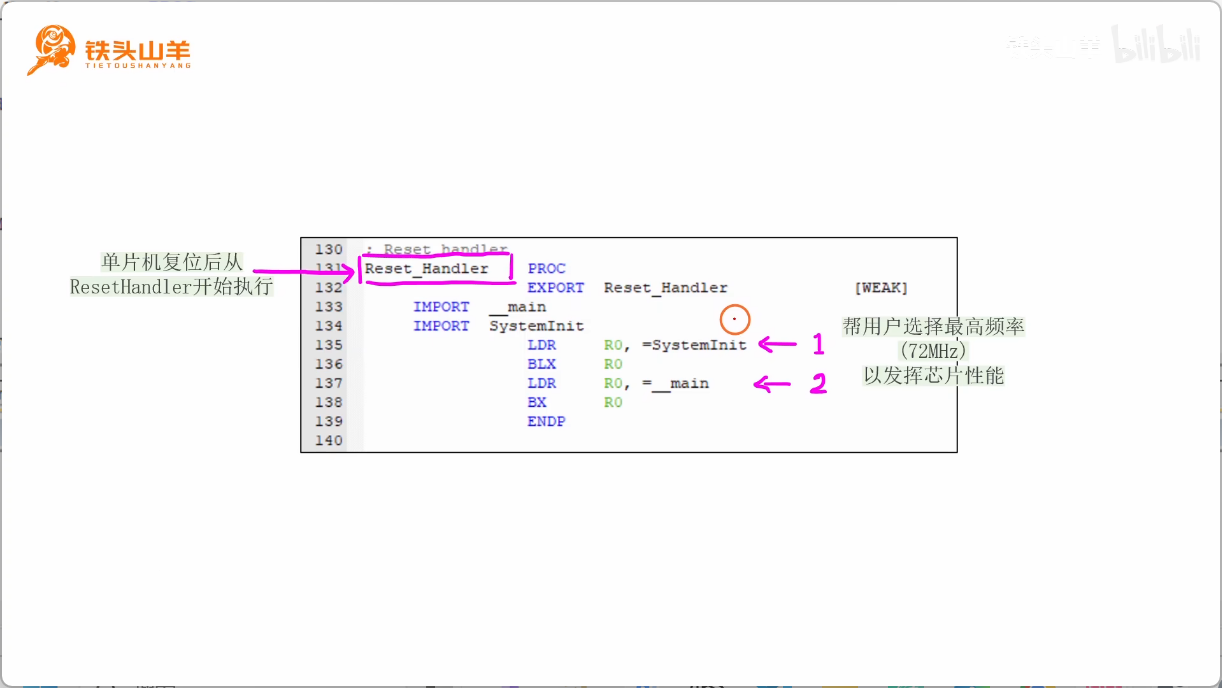 铁头山羊
TIETOUSHANYANG
bilibili
单片机复位后从
ResetHandler开始执行
130 ; Reset handler
131 Reset_Handler PROC
132 EXPORT Reset_Handler [WEAK]
133 IMPORT __main
134 IMPORT SystemInit
135 LDR R0, =SystemInit
136 BLX R0
137 LDR R0, =__main
138 BX R0
139 ENDP
140
1
2
帮用户选择最高频率
(72MHz)
以发挥芯片性能